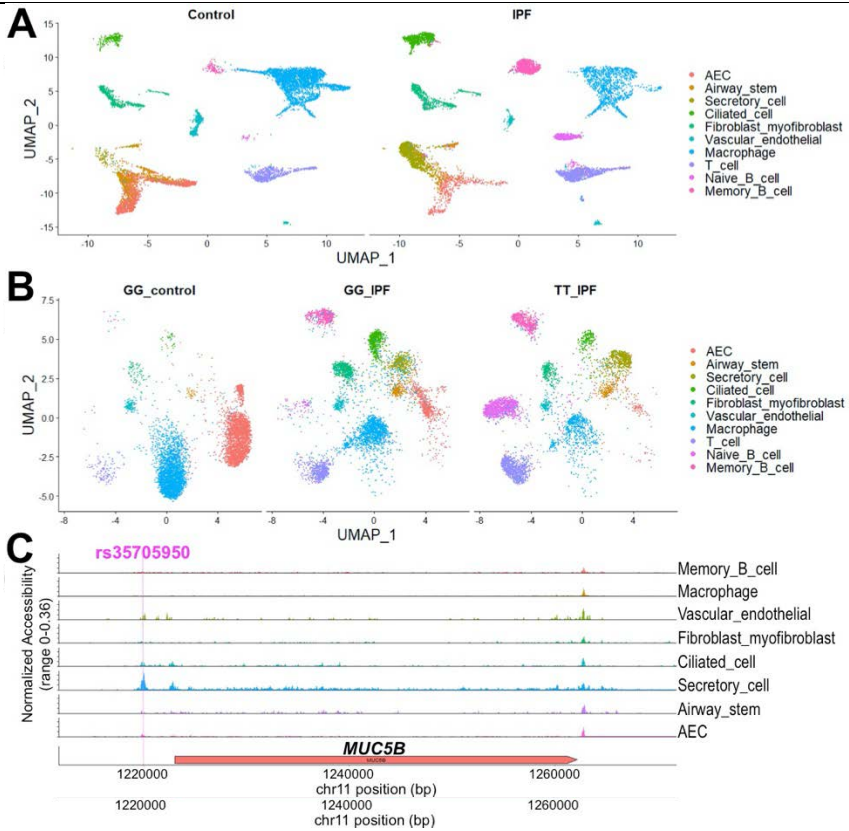 A
Control
IPF
UMAP_2
15
10
5
0
-5
-10
-15
-10
-5
0
5
10
-10
-5
0
5
10
UMAP_1
AEC
Airway_stem
Secretory_cell
Ciliated_cell
Fibroblast_myofibroblast
Vascular_endothelial
Macrophage
T_cell
Naive_B_cell
Memory_B_cell
B
GG_control
GG_IPF
TT_IPF
UMAP_2
7.5
5.0
2.5
0.0
-2.5
-5.0
-8
-4
0
4
-8
-4
0
4
-8
-4
0
4
UMAP_1
AEC
Airway_stem
Secretory_cell
Ciliated_cell
Fibroblast_myofibroblast
Vascular_endothelial
Macrophage
T_cell
Naive_B_cell
Memory_B_cell
C
rs35705950
Normalized Accessibility
(range 0-0.36)
Memory_B_cell
Macrophage
Vascular_endothelial
Fibroblast_myofibroblast
Ciliated_cell
Secretory_cell
Airway_stem
AEC
MUC5B
MUC5B
1220000
1240000
1260000
chr11 position (bp)
1220000
1240000
1260000
chr11 position (bp)